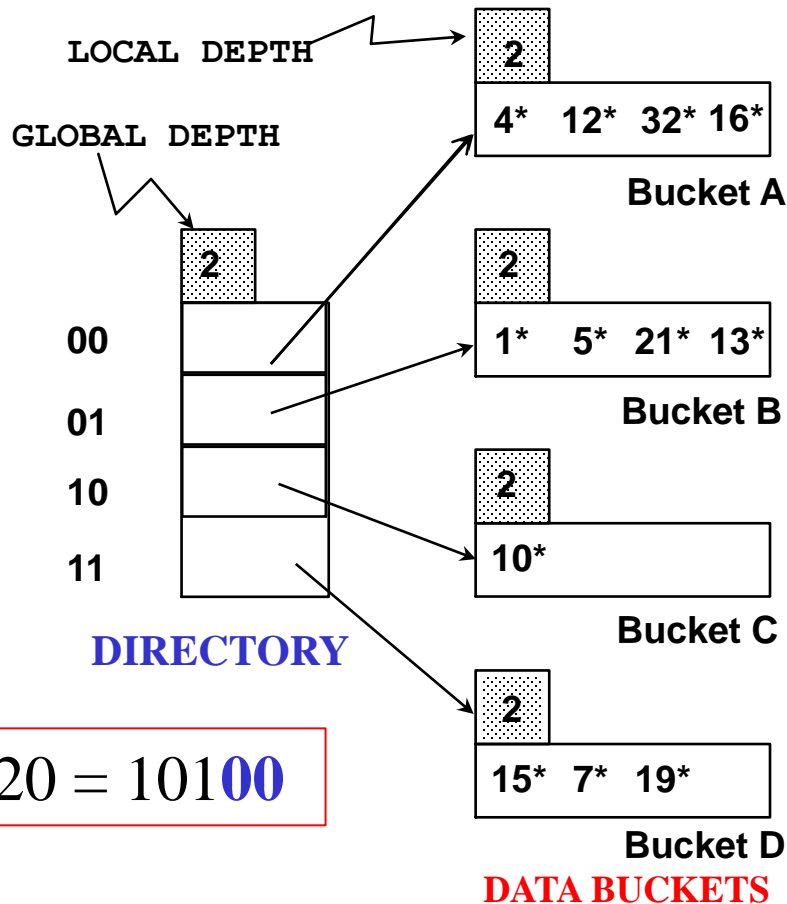 LOCAL DEPTH
2
4* 12* 32* 16*
Bucket A
GLOBAL DEPTH
2
00
01
10
11
DIRECTORY
2
1* 5* 21* 13*
Bucket B
2
10*
Bucket C
2
15* 7* 19*
Bucket D
DATA BUCKETS
20 = 10100